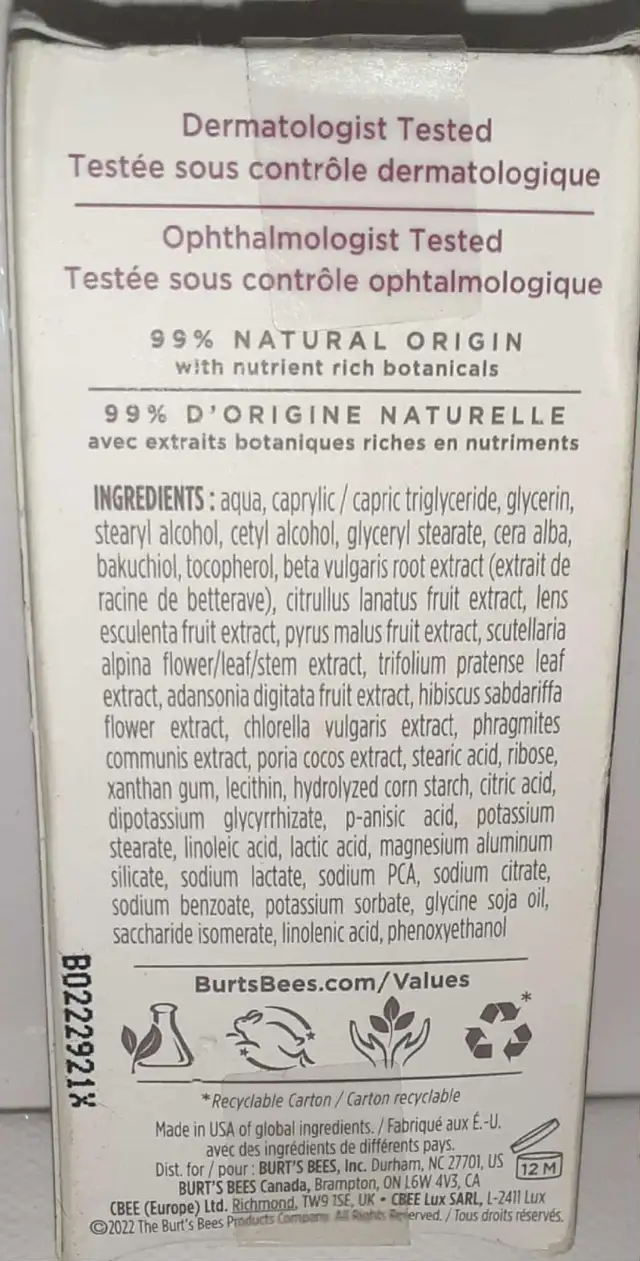 Dermatologist Tested
Testée sous contrôle dermatologique
Ophthalmologist Tested
Testée sous contrôle ophtalmologique
99% NATURAL ORIGIN
with nutrient rich botanicals
99% D'ORIGINE NATURELLE
avec extraits botaniques riches en nutriments
INGREDIENTS : aqua, caprylic / capric triglyceride, glycerin,
stearyl alcohol, cetyl alcohol, glyceryl stearate, cera alba,
bakuchiol, tocopherol, beta vulgaris root extract (extrait de
racine de betterave), citrullus lanatus fruit extract, lens
esculenta fruit extract, pyrus malus fruit extract, scutellaria
alpina flower/leaf/stem extract, trifolium pratense leaf
extract, adansonia digitata fruit extract, hibiscus sabdariffa
flower extract, chlorella vulgaris extract, phragmites
communis extract, poria cocos extract, stearic acid, ribose,
xanthan gum, lecithin, hydrolyzed corn starch, citric acid,
dipotassium glycyrrhizate, p-anisic acid, potassium
stearate, linoleic acid, lactic acid, magnesium aluminum
silicate, sodium lactate, sodium PCA, sodium citrate,
sodium benzoate, potassium sorbate, glycine soja oil,
saccharide isomerate, linolenic acid, phenoxyethanol
B0222921X
BurtsBees.com/Values
*
*Recyclable Carton / Carton recyclable
Made in USA of global ingredients. / Fabriqué aux É.-U.
avec des ingrédients de différents pays.
Dist. for / pour : BURT'S BEES, Inc. Durham, NC 27701, US
12 M
BURT'S BEES Canada, Brampton, ON L6W 4V3, CA
CBEE (Europe) Ltd. Richmond, TW9 1SE, UK • CBEE Lux SARL, L-2411 Lux
©2022 The Burt's Bees Products Company. All Rights Reserved. / Tous droits réservés.